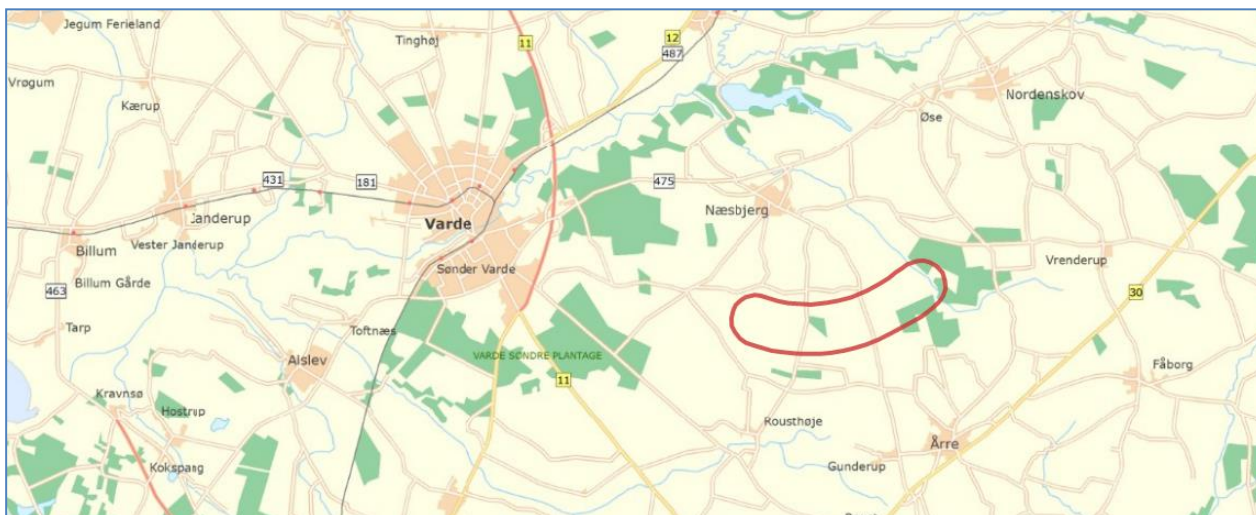 Jegum Ferieland
Tinghøj
11
12
487
Vrøgum
Kærup
Nordenskov
Øse
431
181
475
Næsbjerg
Janderup
Varde
Vester Janderup
Billum
Sønder Varde
Vrenderup
Billum Gårde
463
30
Tarp
Toftnæs
Alslev
VARDE SØNDRE PLANTAGE
11
Fåborg
Kravnsø
Hostrup
Rousthøje
Årre
Kokspang
Gunderup